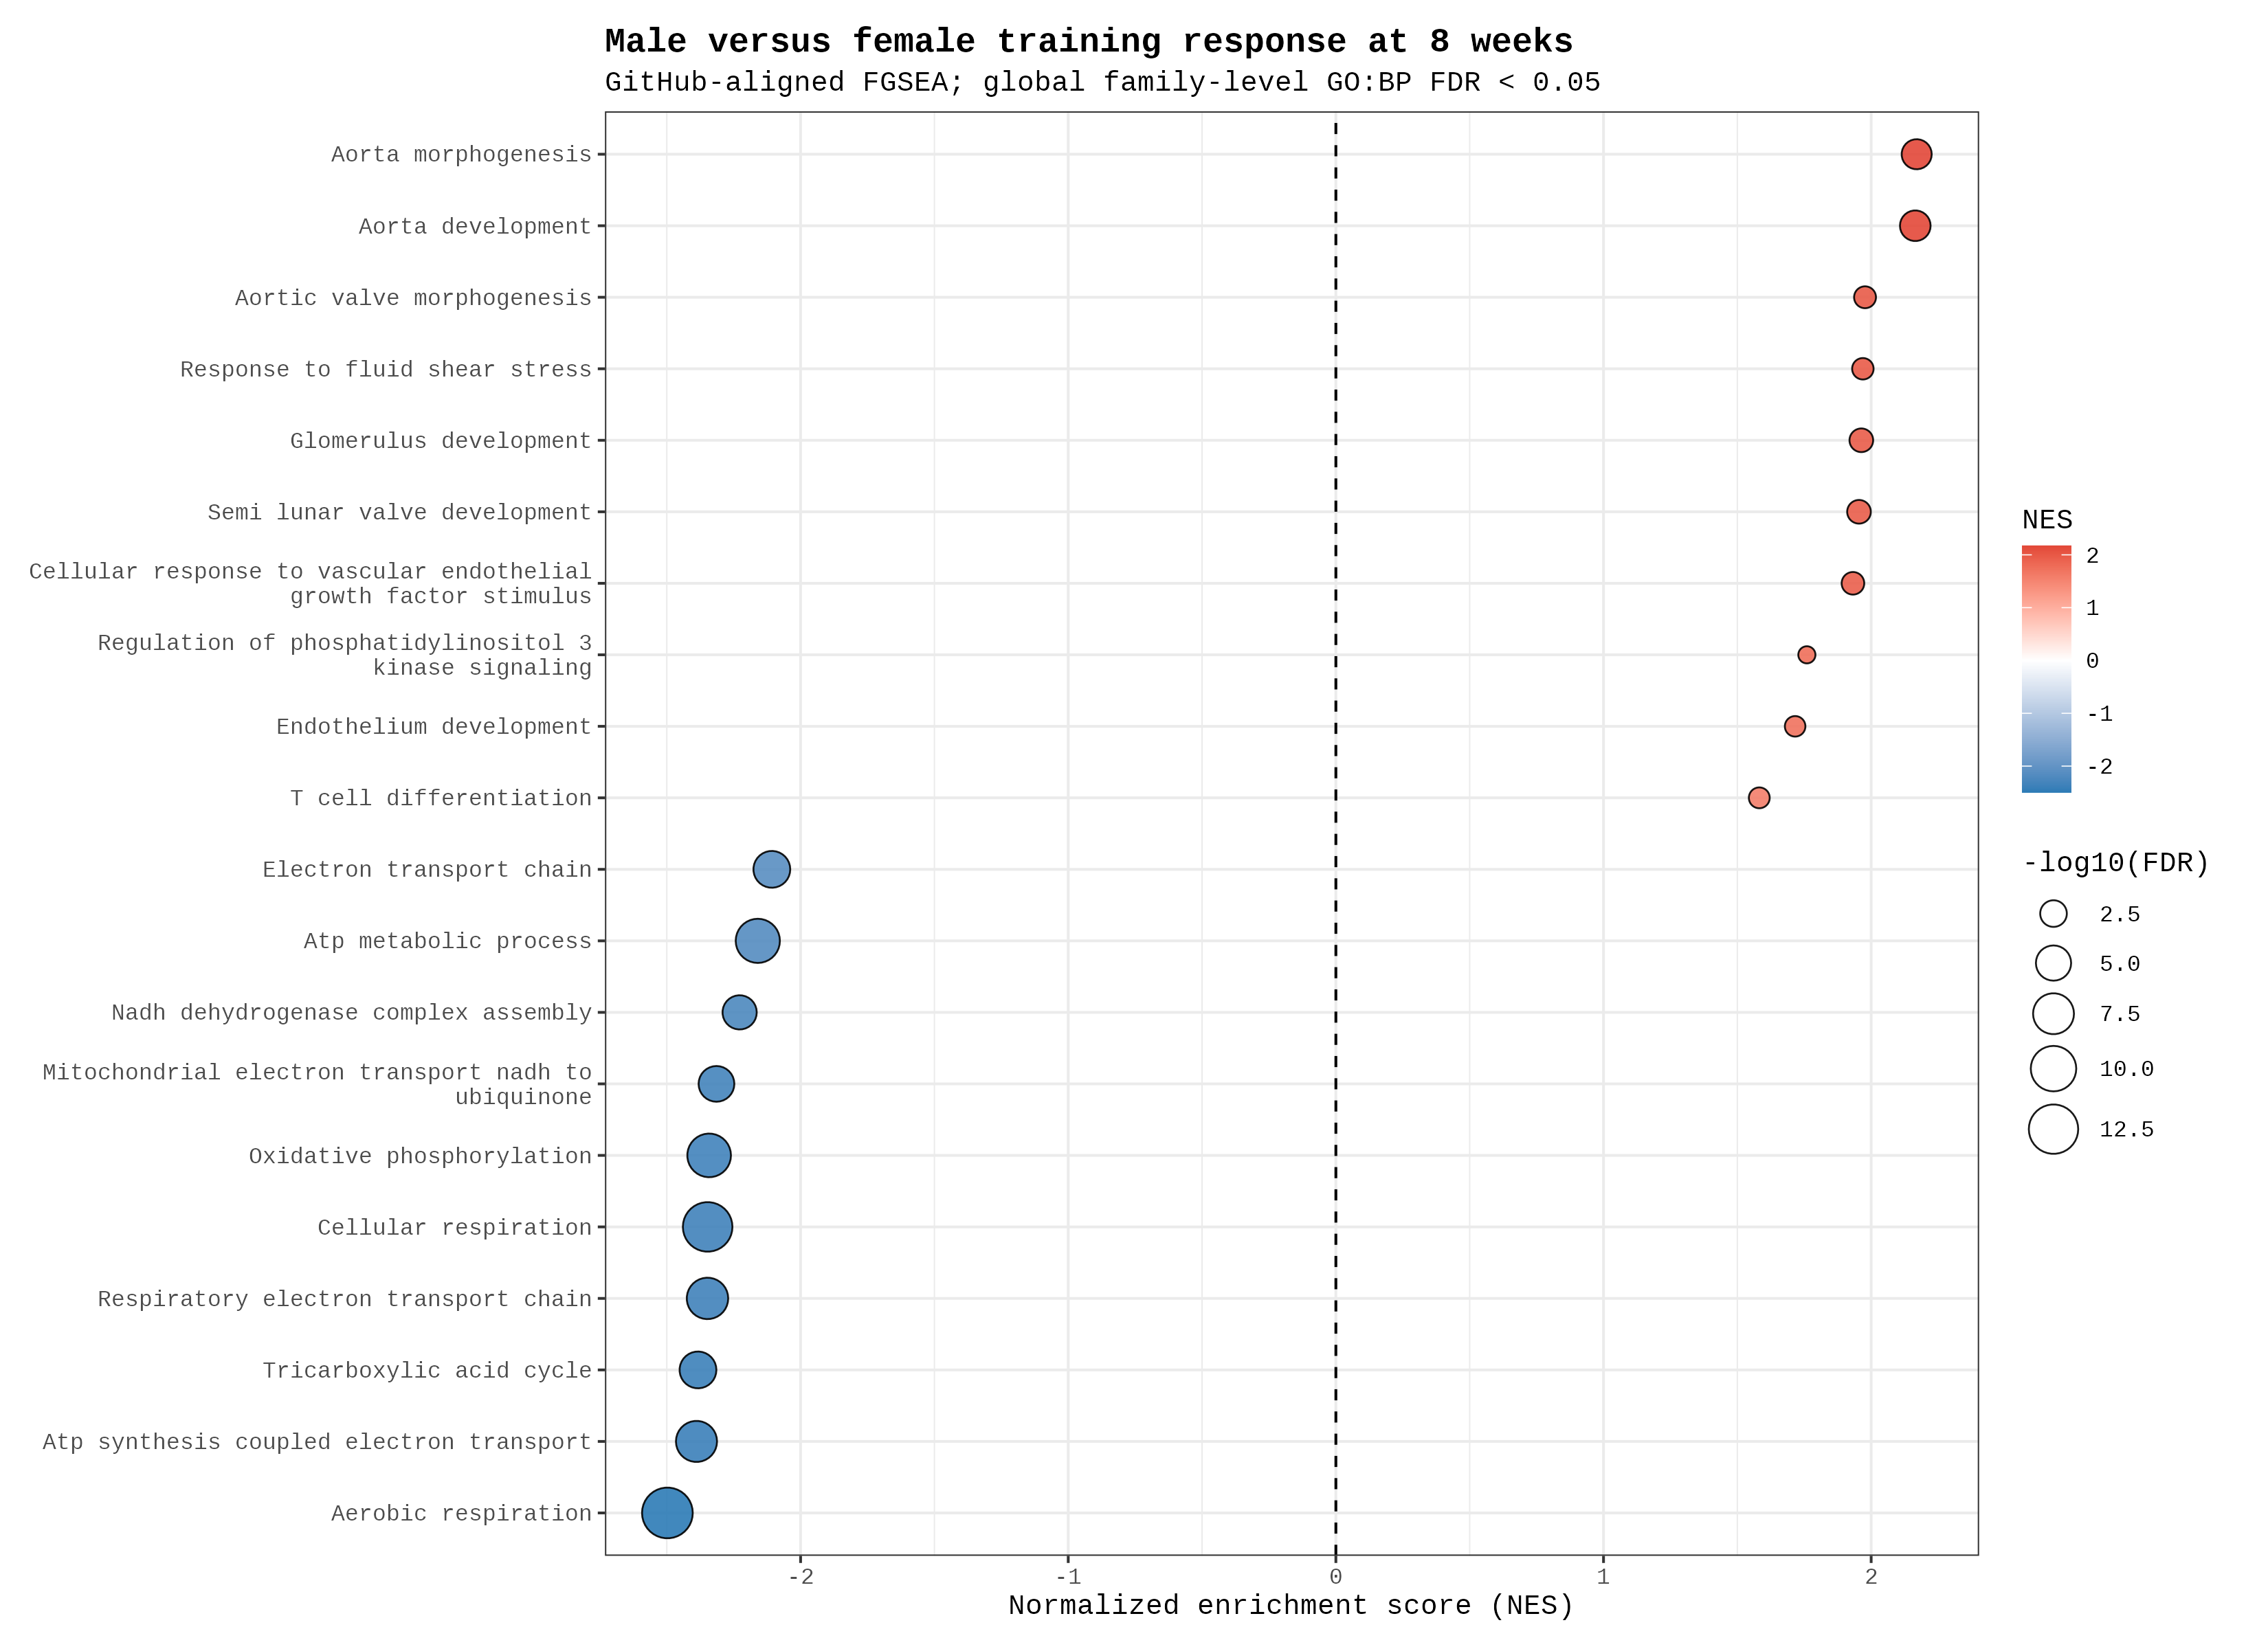 Male versus female training response at 8 weeks
GitHub-aligned FGSEA; global family-level GO:BP FDR < 0.05
Aorta morphogenesis
Aorta development
Aortic valve morphogenesis
Response to fluid shear stress
Glomerulus development
Semi lunar valve development
Cellular response to vascular endothelial
growth factor stimulus
Regulation of phosphatidylinositol 3
kinase signaling
Endothelium development
T cell differentiation
Electron transport chain
Atp metabolic process
Nadh dehydrogenase complex assembly
Mitochondrial electron transport nadh to
ubiquinone
Oxidative phosphorylation
Cellular respiration
Respiratory electron transport chain
Tricarboxylic acid cycle
Atp synthesis coupled electron transport
Aerobic respiration
-2 -1 0 1 2
Normalized enrichment score (NES)
NES
2
1
0
-1
-2
-log10(FDR)
2.5
5.0
7.5
10.0
12.5